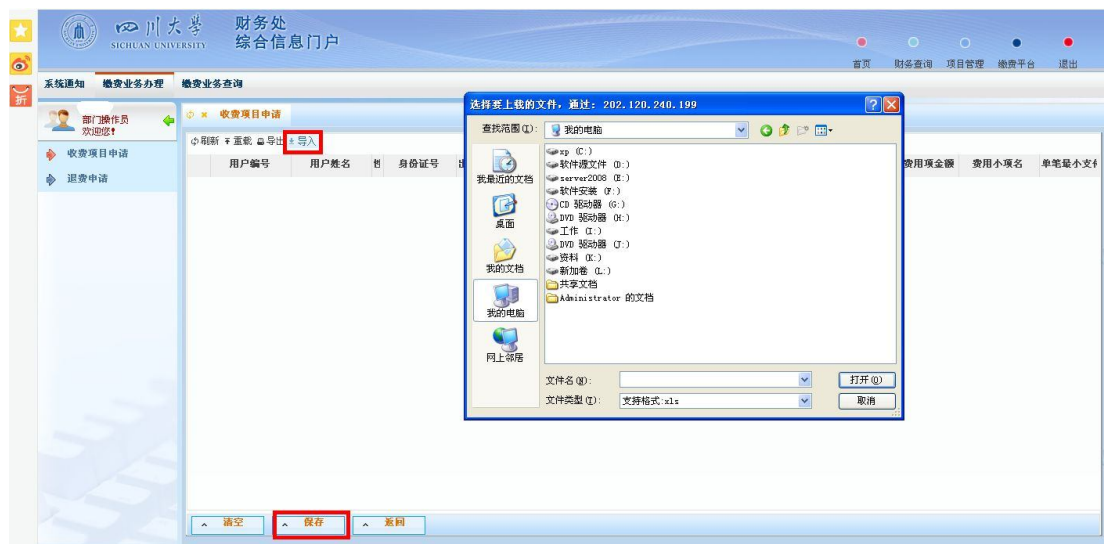 四川大學
SICHUAN UNIVERSITY
财务处
综合信息门户
首页 财务查询 项目管理 缴费平台 退出
系统通知 缴费业务办理 缴费业务查询
折
部门操作员
欢迎您!
收费项目申请
退费申请
收费项目申请
刷新 重载 导出 导入
用户编号 用户姓名 身份证号 费用项金额 费用小项名 单笔最小支付
选择要上载的文件，通过: 202.120.240.199
查找范围(I): 我的电脑
我最近的文档
桌面
我的文档
我的电脑
网上邻居
xp (C:)
软件源文件 (D:)
server2008 (E:)
软件安装 (F:)
CD 驱动器 (G:)
DVD 驱动器 (H:)
工作 (I:)
DVD 驱动器 (J:)
资料 (K:)
新加卷 (L:)
共享文档
Administrator 的文档
文件名(N): 打开(O)
文件类型(T): 支持格式:xls 取消
清空 保存 返回